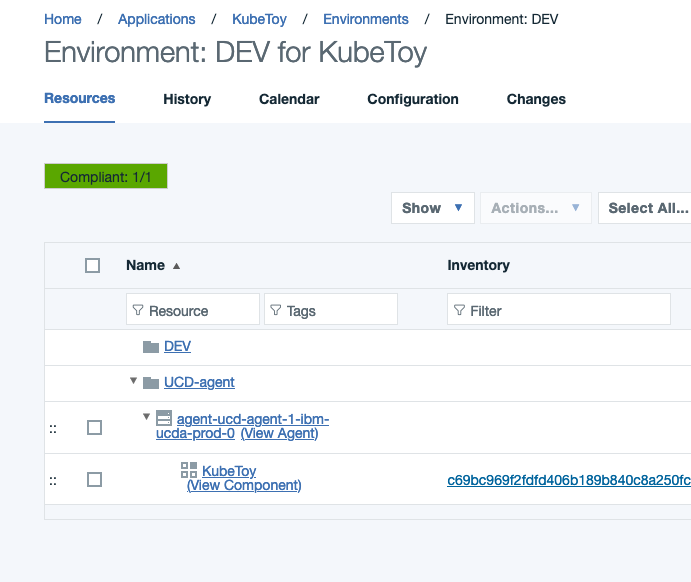 Home / Applications / KubeToy / Environments / Environment: DEV
Environment: DEV for KubeToy
Resources History Calendar Configuration Changes
Compliant: 1/1
Show Actions... Select All...
Name Inventory
Resource Tags Filter
DEV
UCD-agent
agent-ucd-agent-1-ibm-
ucda-prod-0 (View Agent)
KubeToy
(View Component)
c69bc969f2fdfd406b189b840c8a250fc